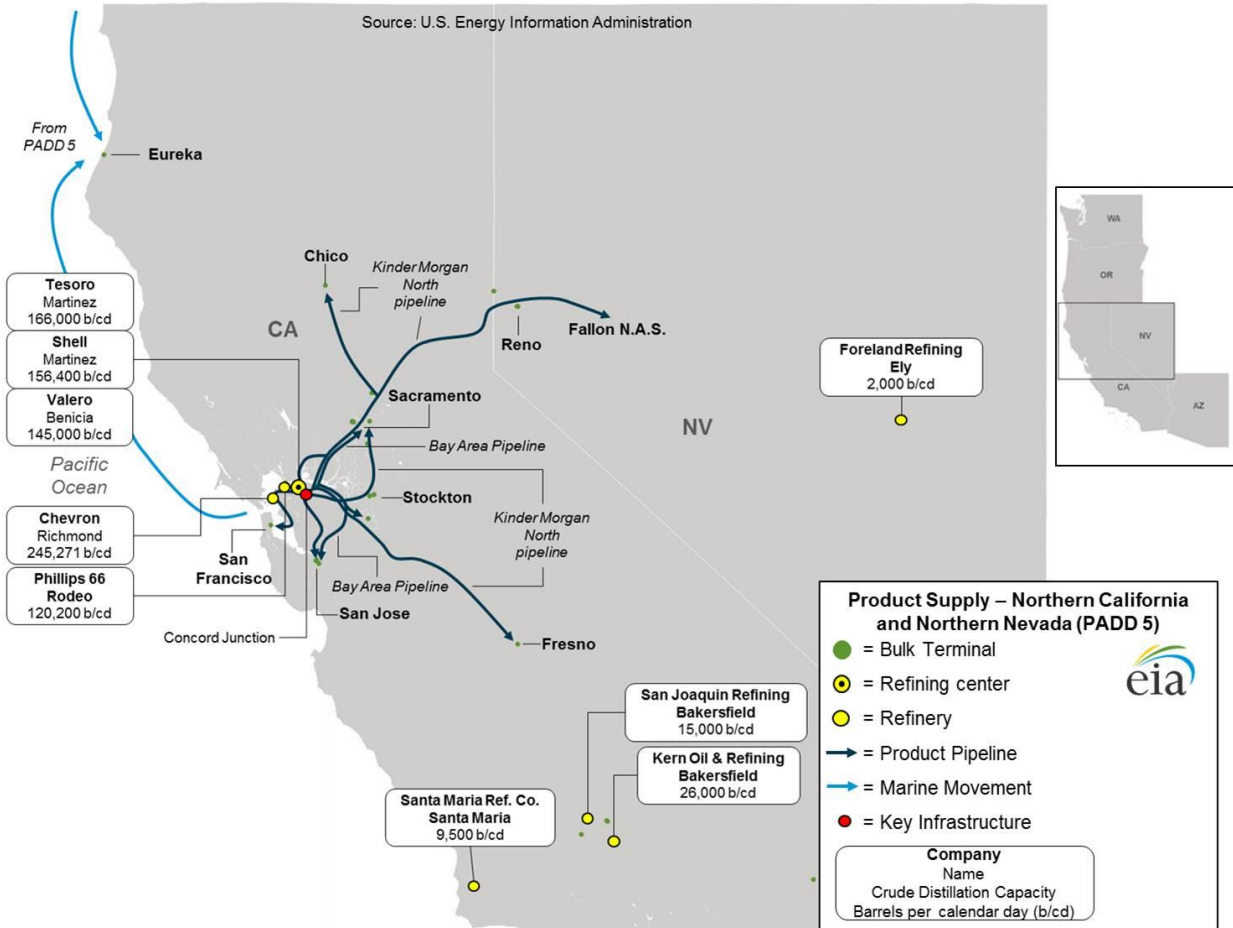 Source: U.S. Energy Information Administration
From
PADD 5
Eureka
WA
OR
NV
CA
AZ
Chico
Kinder Morgan
North
pipeline
Tesoro
Martinez
166,000 b/cd
CA
Reno
Fallon N.A.S.
Shell
Martinez
156,400 b/cd
Foreland Refining
Ely
2,000 b/cd
Valero
Benicia
145,000 b/cd
Sacramento
NV
Bay Area Pipeline
Pacific
Ocean
Stockton
Chevron
Richmond
245,271 b/cd
Kinder Morgan
North
pipeline
San
Francisco
Phillips 66
Rodeo
120,200 b/cd
Bay Area Pipeline
San Jose
Concord Junction
Fresno
San Joaquin Refining
Bakersfield
15,000 b/cd
Kern Oil & Refining
Bakersfield
26,000 b/cd
Santa Maria Ref. Co.
Santa Maria
9,500 b/cd
Product Supply – Northern California
and Northern Nevada (PADD 5)
= Bulk Terminal
eia
= Refining center
= Refinery
= Product Pipeline
= Marine Movement
= Key Infrastructure
Company
Name
Crude Distillation Capacity
Barrels per calendar day (b/cd)